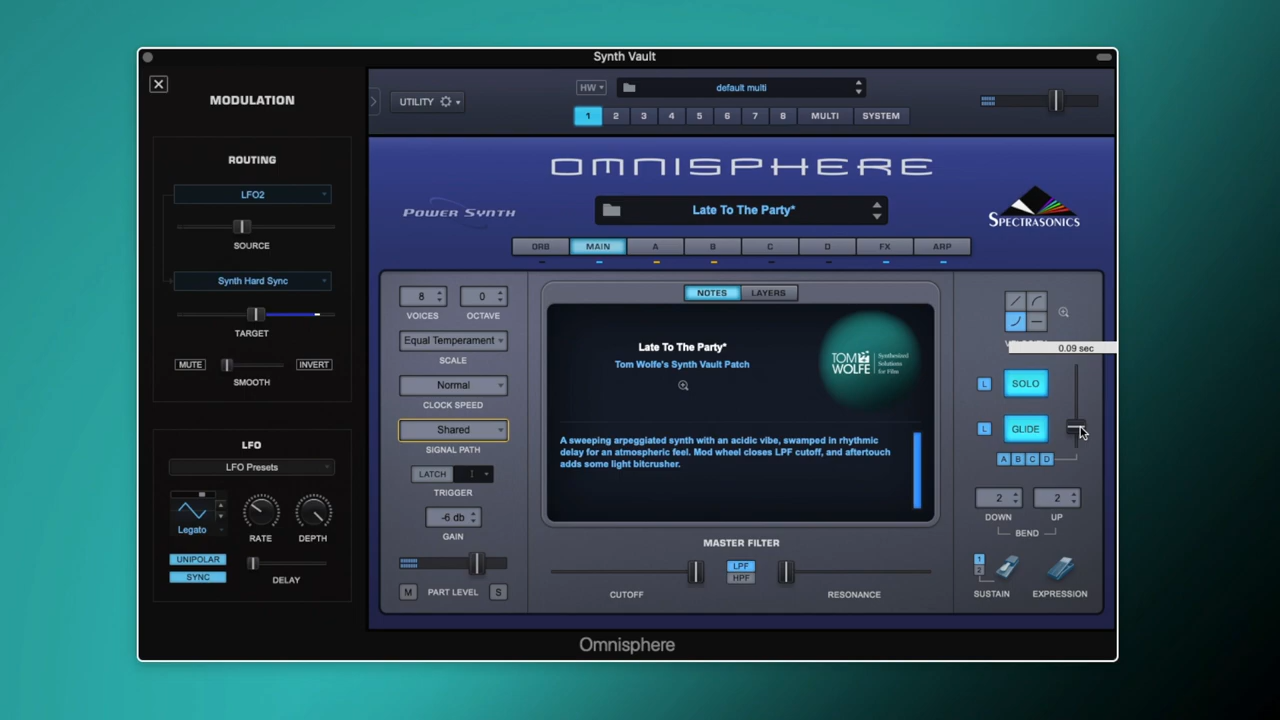 Synth Vault
MODULATION
ROUTING
LFO2
SOURCE
Synth Hard Sync
TARGET
MUTE
INVERT
SMOOTH
LFO
LFO Presets
Legato
RATE
DEPTH
UNIPOLAR
SYNC
DELAY
UTILITY
HW
default multi
1 2 3 4 5 6 7 8 MULTI SYSTEM
OMNISPHERE
POWER SYNTH
Late To The Party*
SPECTRASONICS
ORB MAIN A B C D FX ARP
8
VOICES
0
OCTAVE
Equal Temperament
SCALE
Normal
CLOCK SPEED
Shared
SIGNAL PATH
LATCH
TRIGGER
-6 db
GAIN
M PART LEVEL S
NOTES LAYERS
Late To The Party*
Tom Wolfe's Synth Vault Patch
TOM
WOLFE
Synthesized
Solutions
for Film
A sweeping arpeggiated synth with an acidic vibe, swamped in rhythmic
delay for an atmospheric feel. Mod wheel closes LPF cutoff, and aftertouch
adds some light bitcrusher.
MASTER FILTER
LPF
HPF
CUTOFF
RESONANCE
0.09 sec
L SOLO
L GLIDE
A B C D
2
DOWN
2
UP
BEND
1
2
SUSTAIN
EXPRESSION
Omnisphere